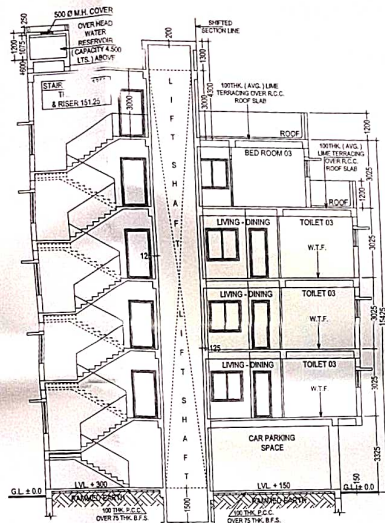 500 Ø M.H. COVER
OVER HEAD
WATER
RESERVOIR
( CAPACITY 4,500
LTS. ) ABOVE
250
1200
1075
200
SHIFTED
SECTION LINE
1300
STAIR
& RISER 151.25
3000
3000
100THK. ( AVG. ) LIME
TERRACING OVER R.C.C.
ROOF SLAB
ROOF
1200
100THK. ( AVG. )
LIME TERRACING
OVER R.C.C.
ROOF SLAB
BED ROOM 03
3025
1200
ROOF
LIFT SHAFT
LIVING - DINING
TOILET 03
W.T.F.
3025
125
LIVING - DINING
TOILET 03
W.T.F.
3025
15425
125
LIVING - DINING
TOILET 03
W.T.F
3025
LIFT SHAFT
CAR PARKING
SPACE
3325
150
G.L ± 0.0
LVL + 300
LVL + 150
G.L ± 0.0
RAMMED EARTH
RAMMED EARTH
100 THK. P.C.C.
OVER 75 THK. B.F.S.
1500
100 THK. P.C.C.
OVER 75 THK. B.F.S.